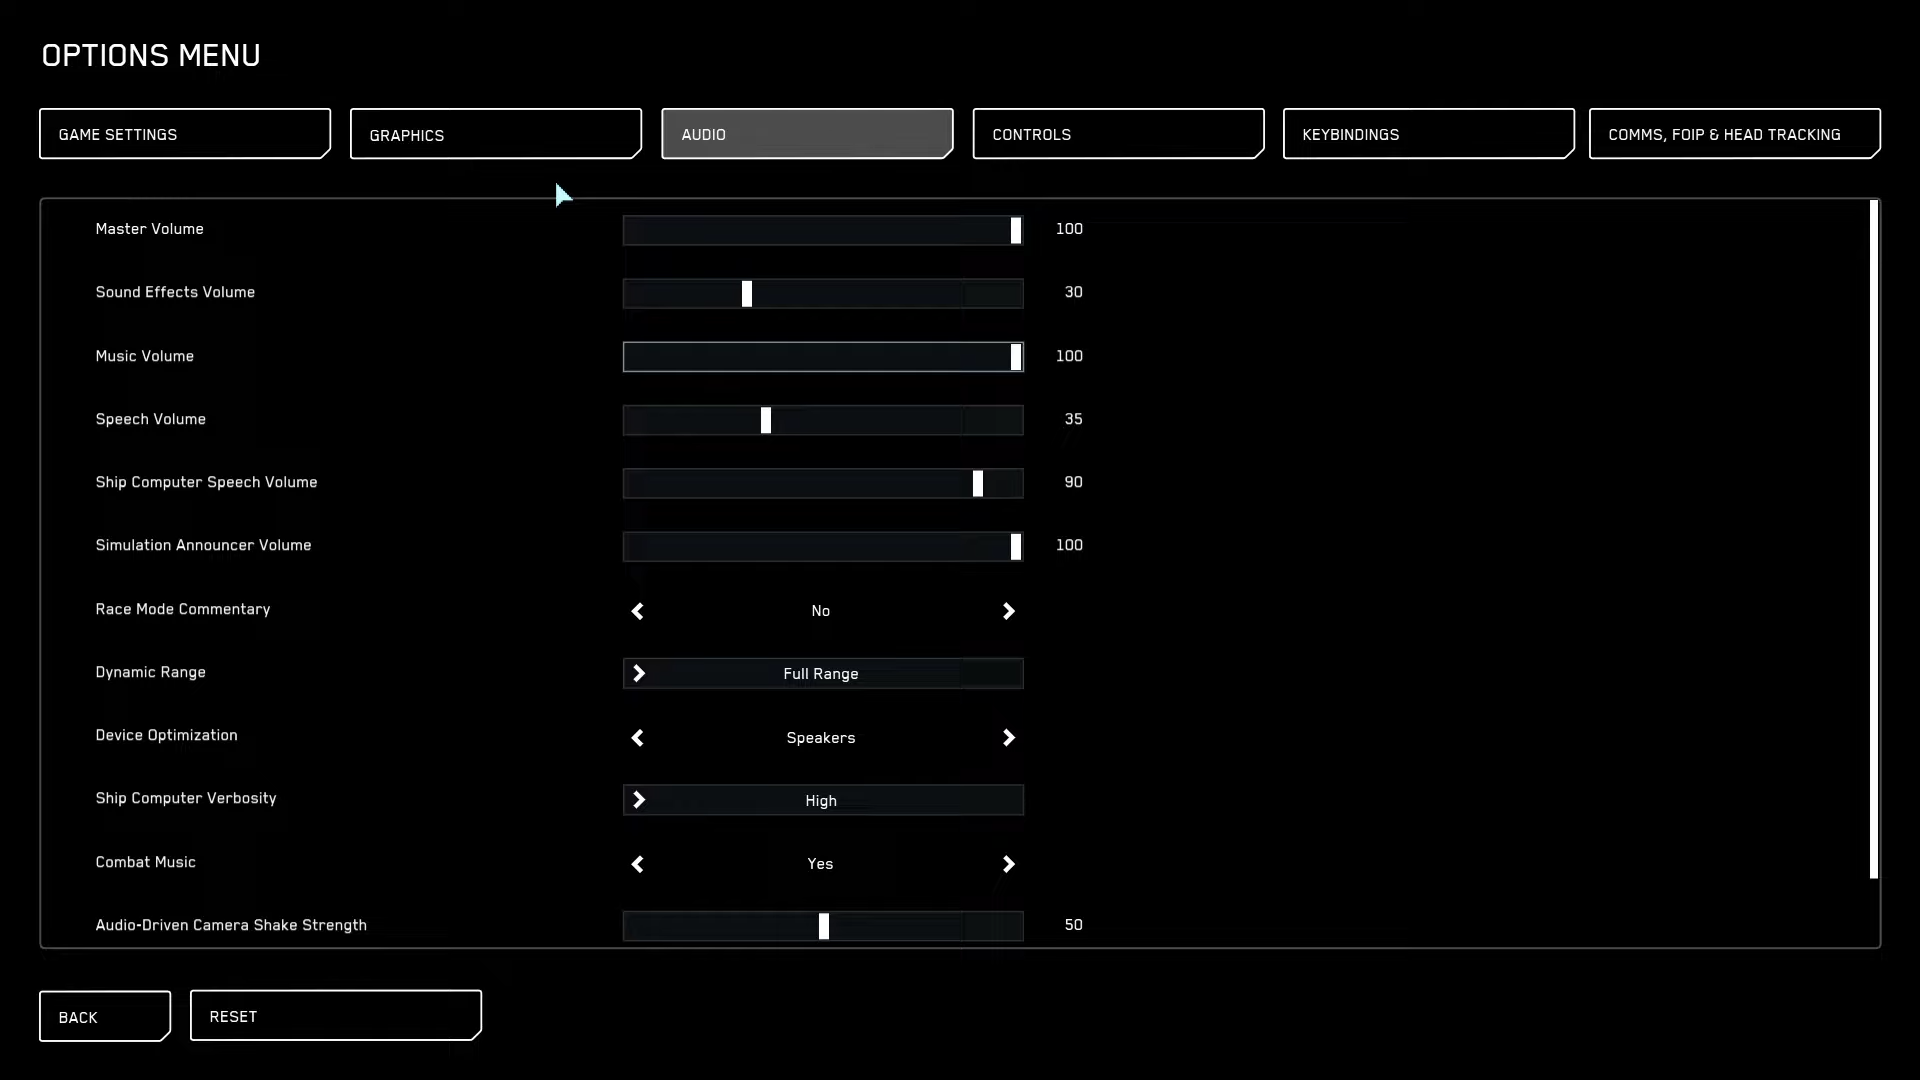 OPTIONS MENU
GAME SETTINGS
GRAPHICS
AUDIO
CONTROLS
KEYBINDINGS
COMMS, FOIP & HEAD TRACKING
Master Volume 100
Sound Effects Volume 30
Music Volume 100
Speech Volume 35
Ship Computer Speech Volume 90
Simulation Announcer Volume 100
Race Mode Commentary No
Dynamic Range Full Range
Device Optimization Speakers
Ship Computer Verbosity High
Combat Music Yes
Audio-Driven Camera Shake Strength 50
BACK
RESET